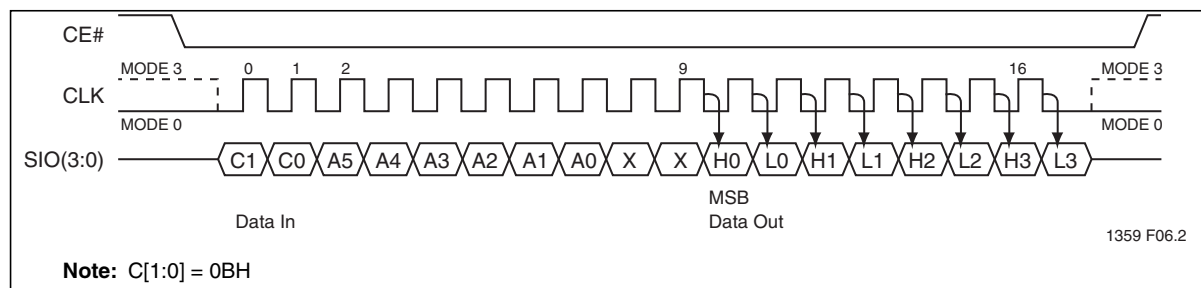 CE#
MODE 3 0 1 2 9 16 MODE 3
CLK
MODE 0 MODE 0
SIO(3:0) C1 C0 A5 A4 A3 A2 A1 A0 X X H0 L0 H1 L1 H2 L2 H3 L3
MSB
Data In Data Out
1359 F06.2
Note: C[1:0] = 0BH